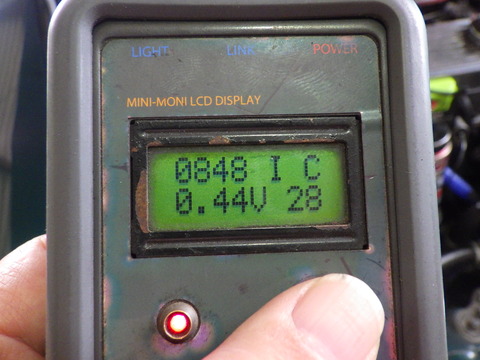 LIGHT LINK POWER
MINI-MONI LCD DISPLAY
0848 I C
0.44V 28